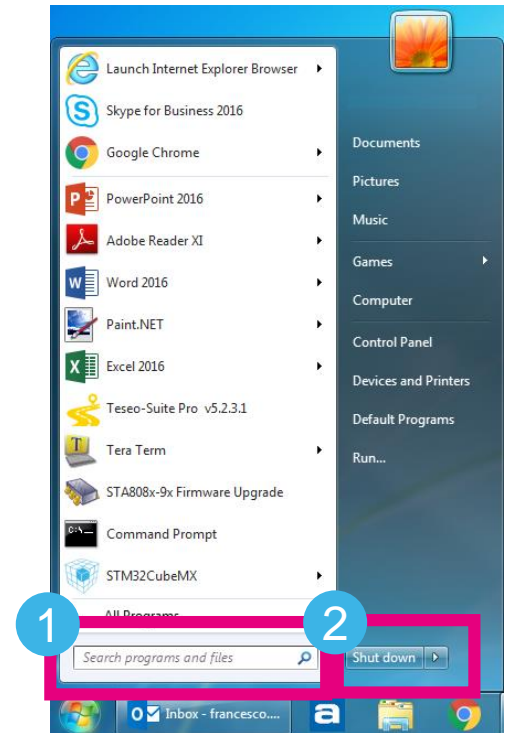 Launch Internet Explorer Browser
Skype for Business 2016
Google Chrome
PowerPoint 2016
Adobe Reader XI
Word 2016
Paint.NET
Excel 2016
Teseo-Suite Pro v5.2.3.1
Tera Term
STA808x-9x Firmware Upgrade
Command Prompt
STM32CubeMX
All Programs
1
Search programs and files
Documents
Pictures
Music
Games
Computer
Control Panel
Devices and Printers
Default Programs
Run...
2
Shut down
Inbox - francesco....